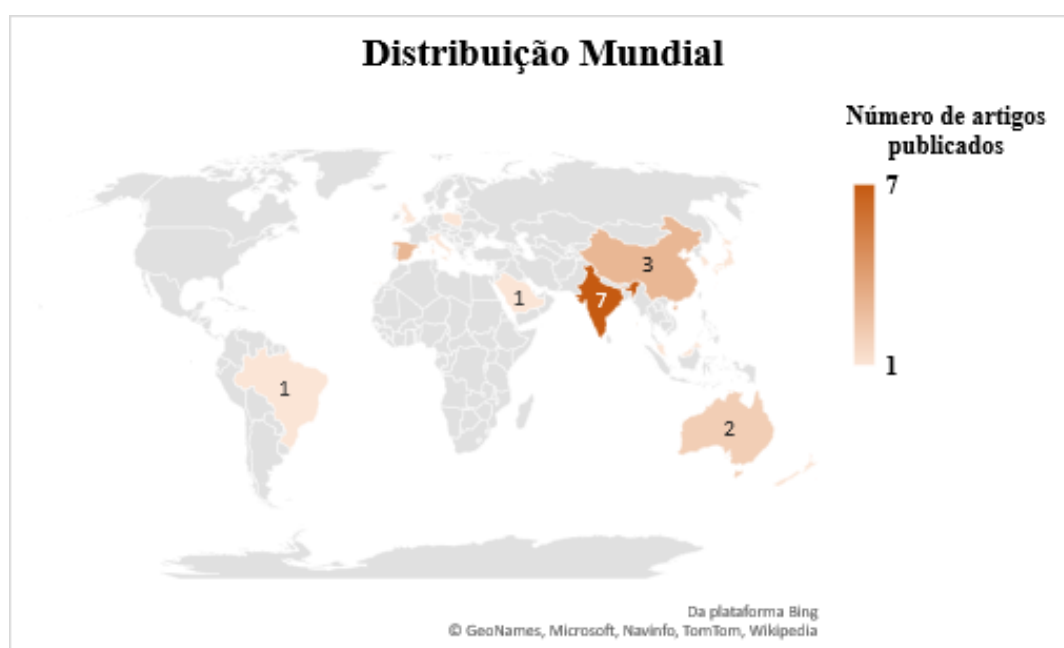 Distribuição Mundial
Número de artigos
publicados
7
1
3
1
7
1
2
Da plataforma Bing
© GeoNames, Microsoft, Navinfo, TomTom, Wikipedia